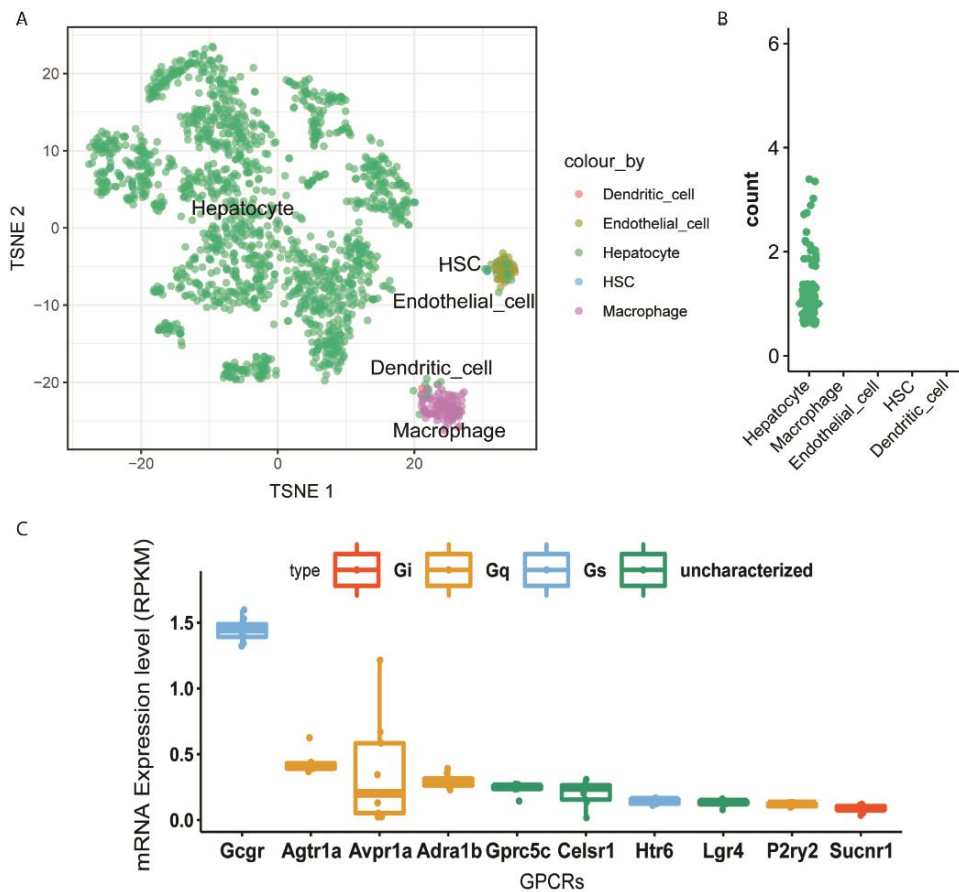 A
20
10
0
−10
−20
TSNE 2
Hepatocyte
HSC
Endothelial_cell
Dendritic_cell
Macrophage
−20 0 20
TSNE 1
colour_by
Dendritic_cell
Endothelial_cell
Hepatocyte
HSC
Macrophage
B
6
4
2
0
count
Hepatocyte
Macrophage
Endothelial_cell
HSC
Dendritic_cell
C
type Gi Gq Gs uncharacterized
mRNA Expression level (RPKM)
1.5
1.0
0.5
0.0
Gcgr Agtr1a Avpr1a Adra1b Gprc5c Celsr1 Htr6 Lgr4 P2ry2 Sucnr1
GPCRs